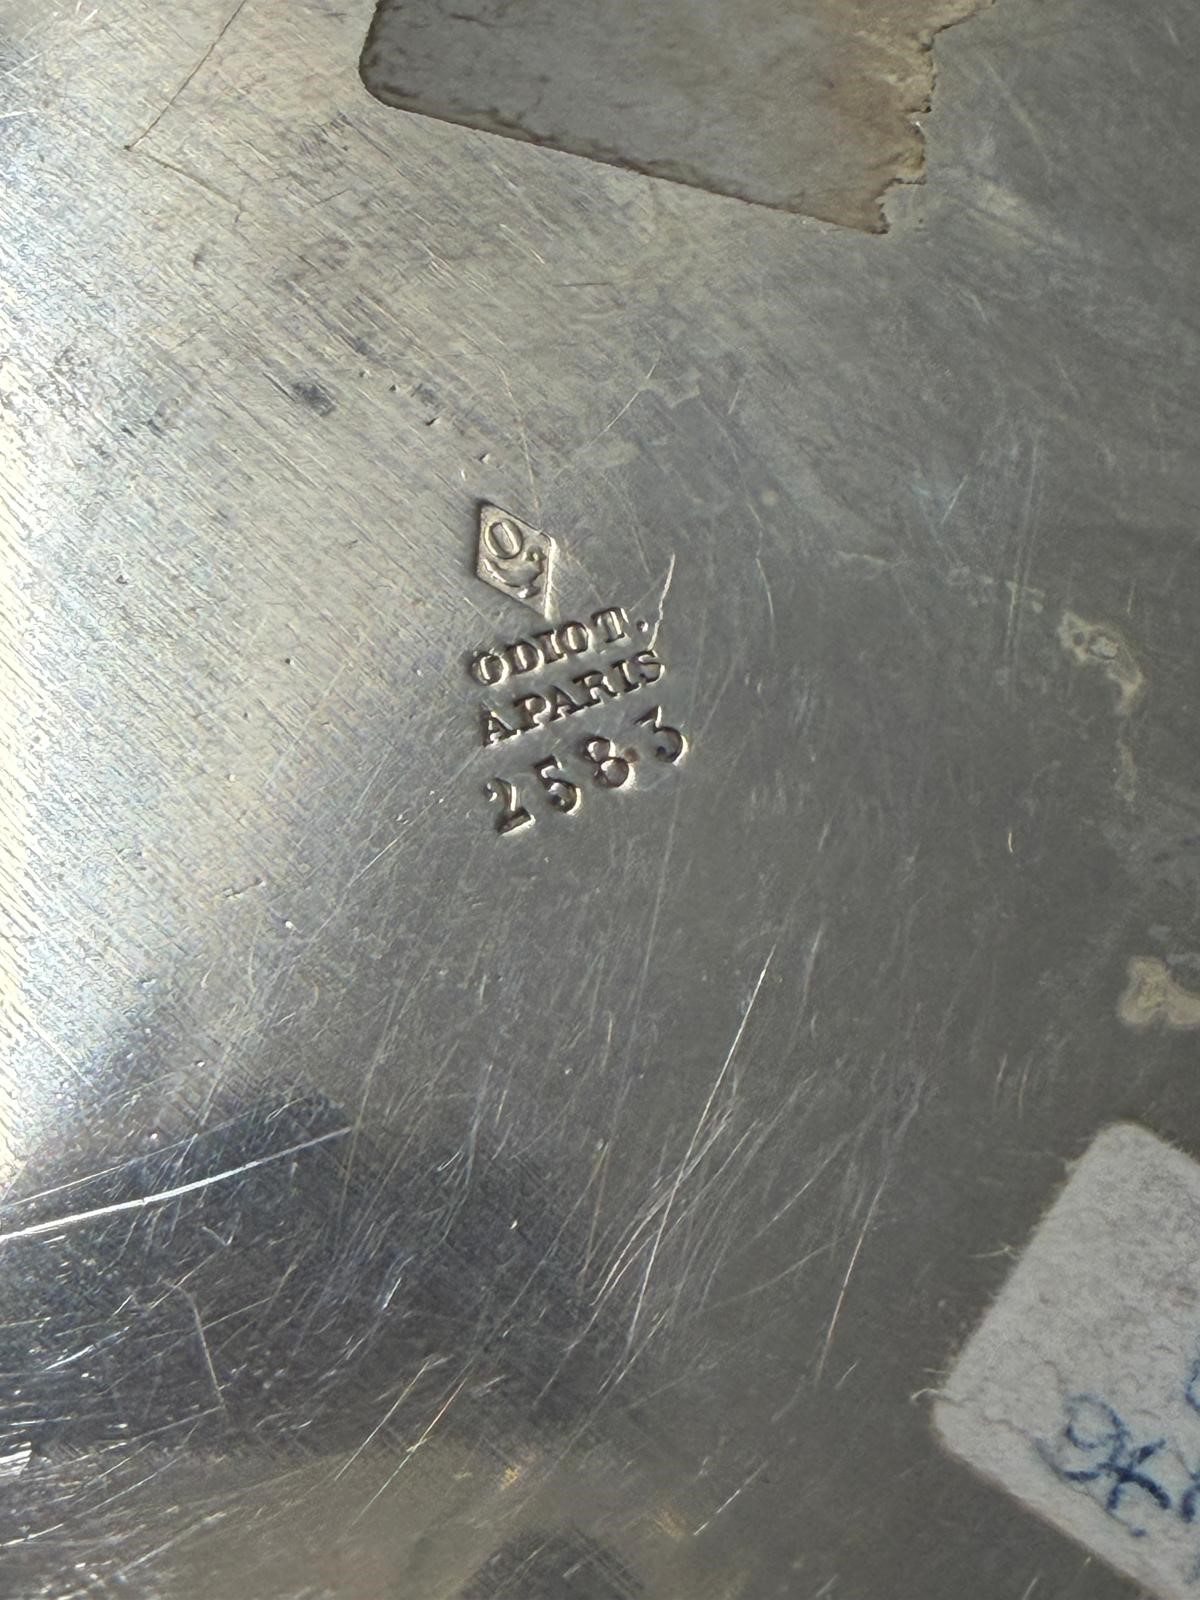 O
ODIOT.
A PARIS
2583